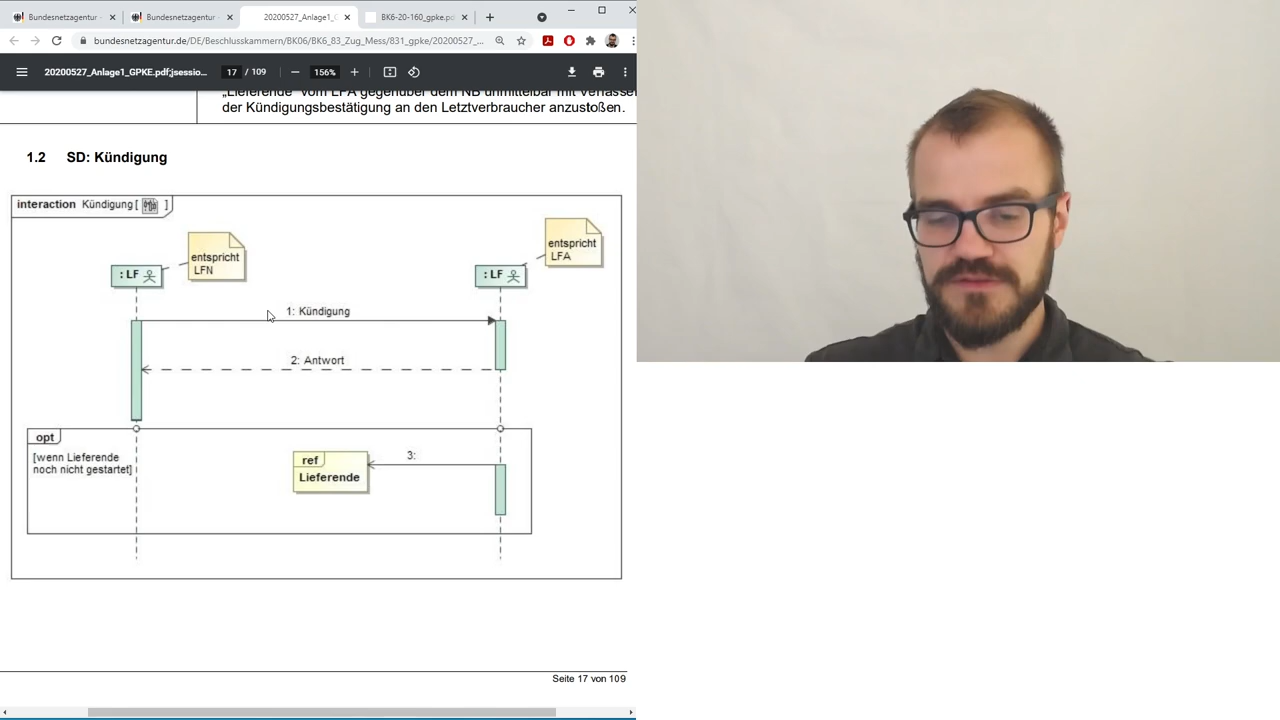 Bundesnetzagentur
Bundesnetzagentur
20200527_Anlage1_G
BK6-20-160_gpke.pd
bundesnetzagentur.de/DE/Beschlusskammern/BK06/BK6_83_Zug_Mess/831_gpke/20200527_...
20200527_Anlage1_GPKE.pdf;jsessio...
17 / 109
156%
„Lieferende" vom LFA gegenüber dem NB unmittelbar mit Verlasse
der Kündigungsbestätigung an den Letztverbraucher anzustoßen.
1.2 SD: Kündigung
interaction Kündigung[ ]
entspricht
LFN
entspricht
LFA
: LF
: LF
1: Kündigung
2: Antwort
opt
[wenn Lieferende
noch nicht gestartet]
3:
ref
Lieferende
Seite 17 von 109